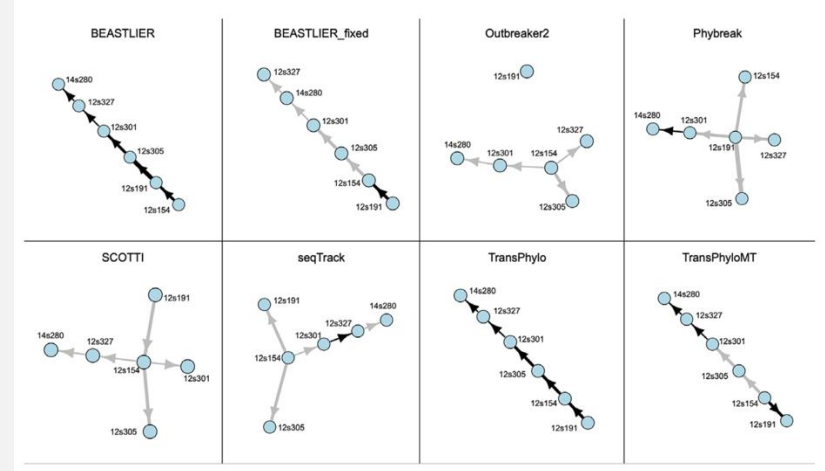 BEASTLIER
14s280
12s327
12s301
12s305
12s191
12s154
BEASTLIER_fixed
12s327
14s280
12s301
12s305
12s154
12s191
Outbreaker2
12s191
12s327
14s280
12s301
12s154
12s305
Phybreak
12s154
14s280
12s301
12s191
12s327
12s305
SCOTTI
12s191
14s280
12s327
12s154
12s301
12s305
seqTrack
12s191
14s280
12s327
12s301
12s154
12s305
TransPhylo
14s280
12s327
12s301
12s305
12s154
12s191
TransPhyloMT
14s280
12s327
12s301
12s305
12s154
12s191